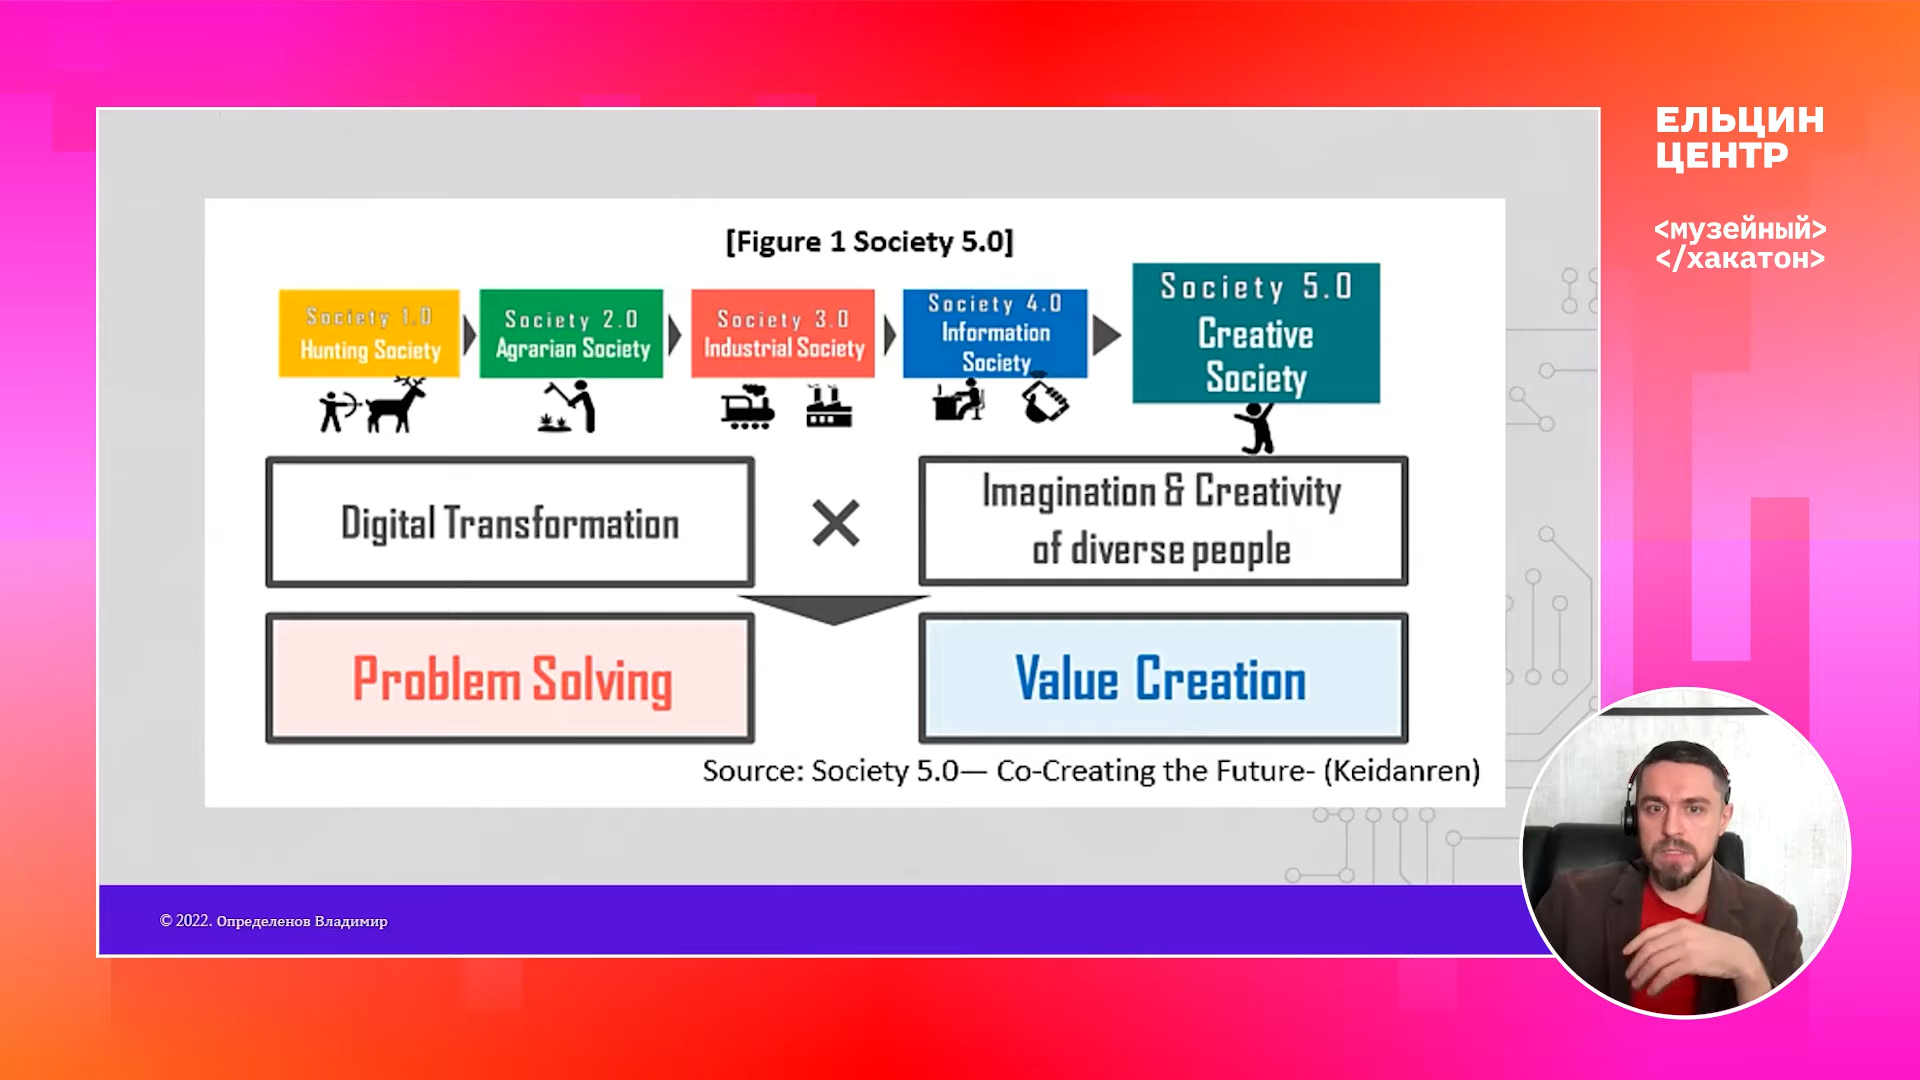 ЕЛЬЦИН
ЦЕНТР
<музейный>
</хакатон>
[Figure 1 Society 5.0]
Society 1.0
Hunting Society
Society 2.0
Agrarian Society
Society 3.0
Industrial Society
Society 4.0
Information
Society
Society 5.0
Creative
Society
Digital Transformation
Imagination & Creativity
of diverse people
Problem Solving
Value Creation
Source: Society 5.0— Co-Creating the Future- (Keidanren)
© 2022. Определенов Владимир